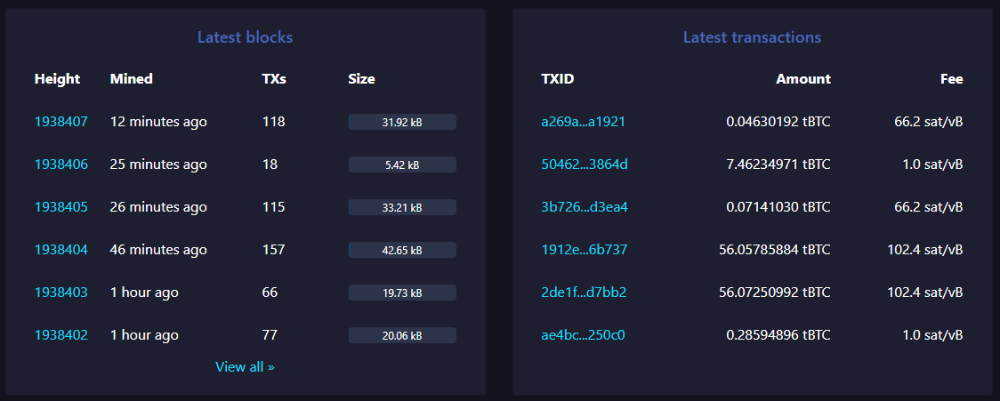 Latest blocks
Height Mined TXs Size
1938407 12 minutes ago 118 31.92 kB
1938406 25 minutes ago 18 5.42 kB
1938405 26 minutes ago 115 33.21 kB
1938404 46 minutes ago 157 42.65 kB
1938403 1 hour ago 66 19.73 kB
1938402 1 hour ago 77 20.06 kB
View all »
Latest transactions
TXID Amount Fee
a269a...a1921 0.04630192 tBTC 66.2 sat/vB
50462...3864d 7.46234971 tBTC 1.0 sat/vB
3b726...d3ea4 0.07141030 tBTC 66.2 sat/vB
1912e...6b737 56.05785884 tBTC 102.4 sat/vB
2de1f...d7bb2 56.07250992 tBTC 102.4 sat/vB
ae4bc...250c0 0.28594896 tBTC 1.0 sat/vB